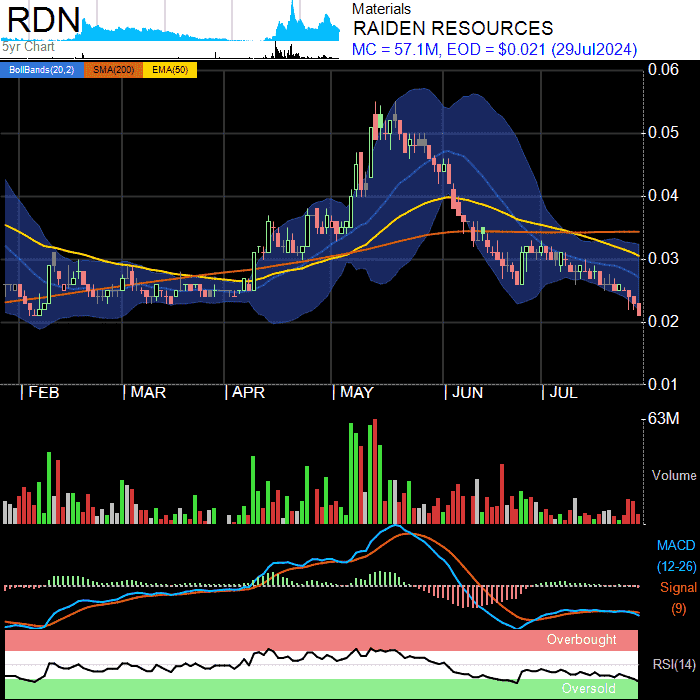 RDN
5yr Chart
Materials
RAIDEN RESOURCES
MC = 57.1M, EOD = $0.021 (29Jul2024)
BollBands(20,2) SMA(200) EMA(50)
0.06
0.05
0.04
0.03
0.02
0.01
| FEB | MAR | APR | MAY | JUN | JUL
63M
Volume
MACD
(12-26)
Signal
(9)
Overbought
RSI(14)
Oversold